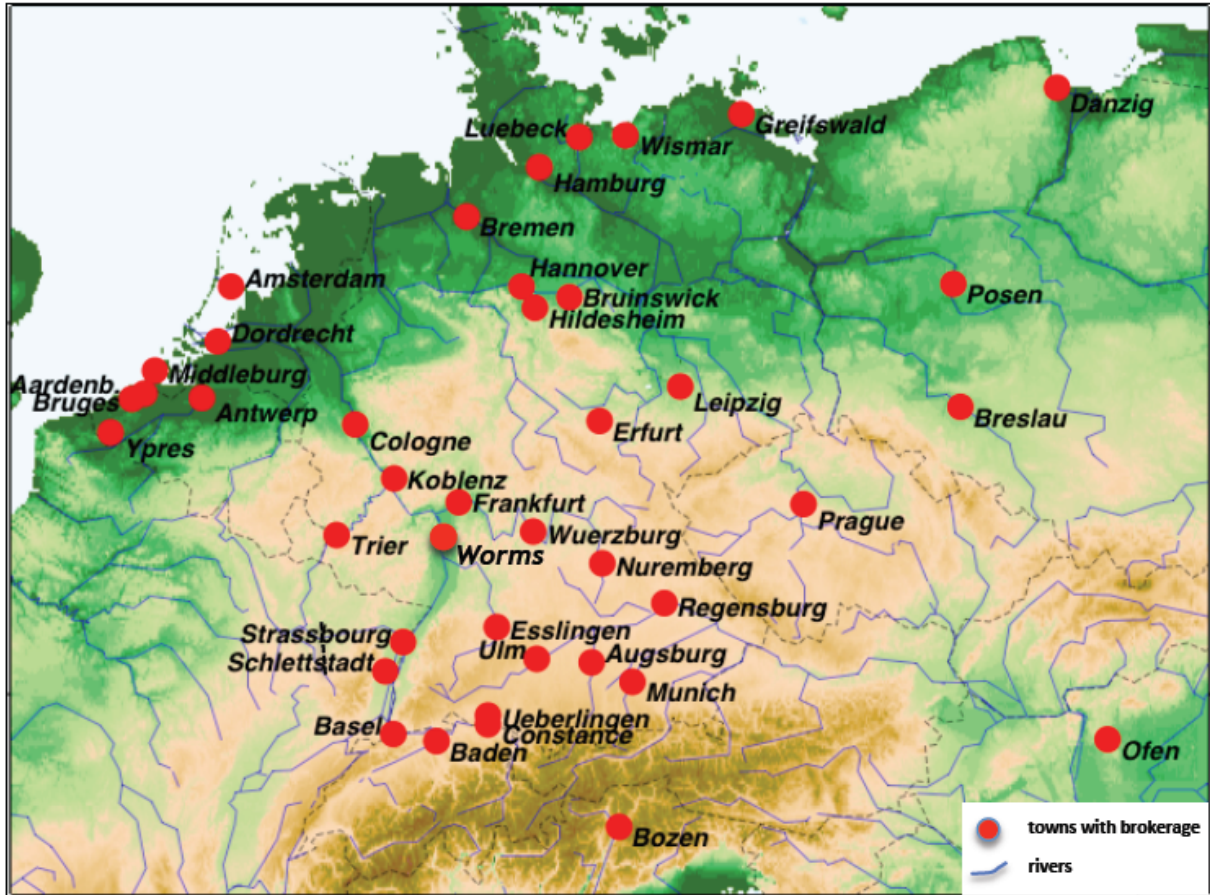 Danzig
Greifswald
Luebeck
Wismar
Hamburg
Bremen
Hannover
Amsterdam
Bruinswick
Posen
Hildesheim
Dordrecht
Middleburg
Aardenb.
Bruges
Antwerp
Leipzig
Breslau
Ypres
Cologne
Erfurt
Koblenz
Frankfurt
Prague
Wuerzburg
Trier
Worms
Nuremberg
Regensburg
Strassbourg
Esslingen
Ulm
Augsburg
Schlettstadt
Munich
Ueberlingen
Basel
Constance
Baden
Ofen
Bozen
towns with brokerage
rivers